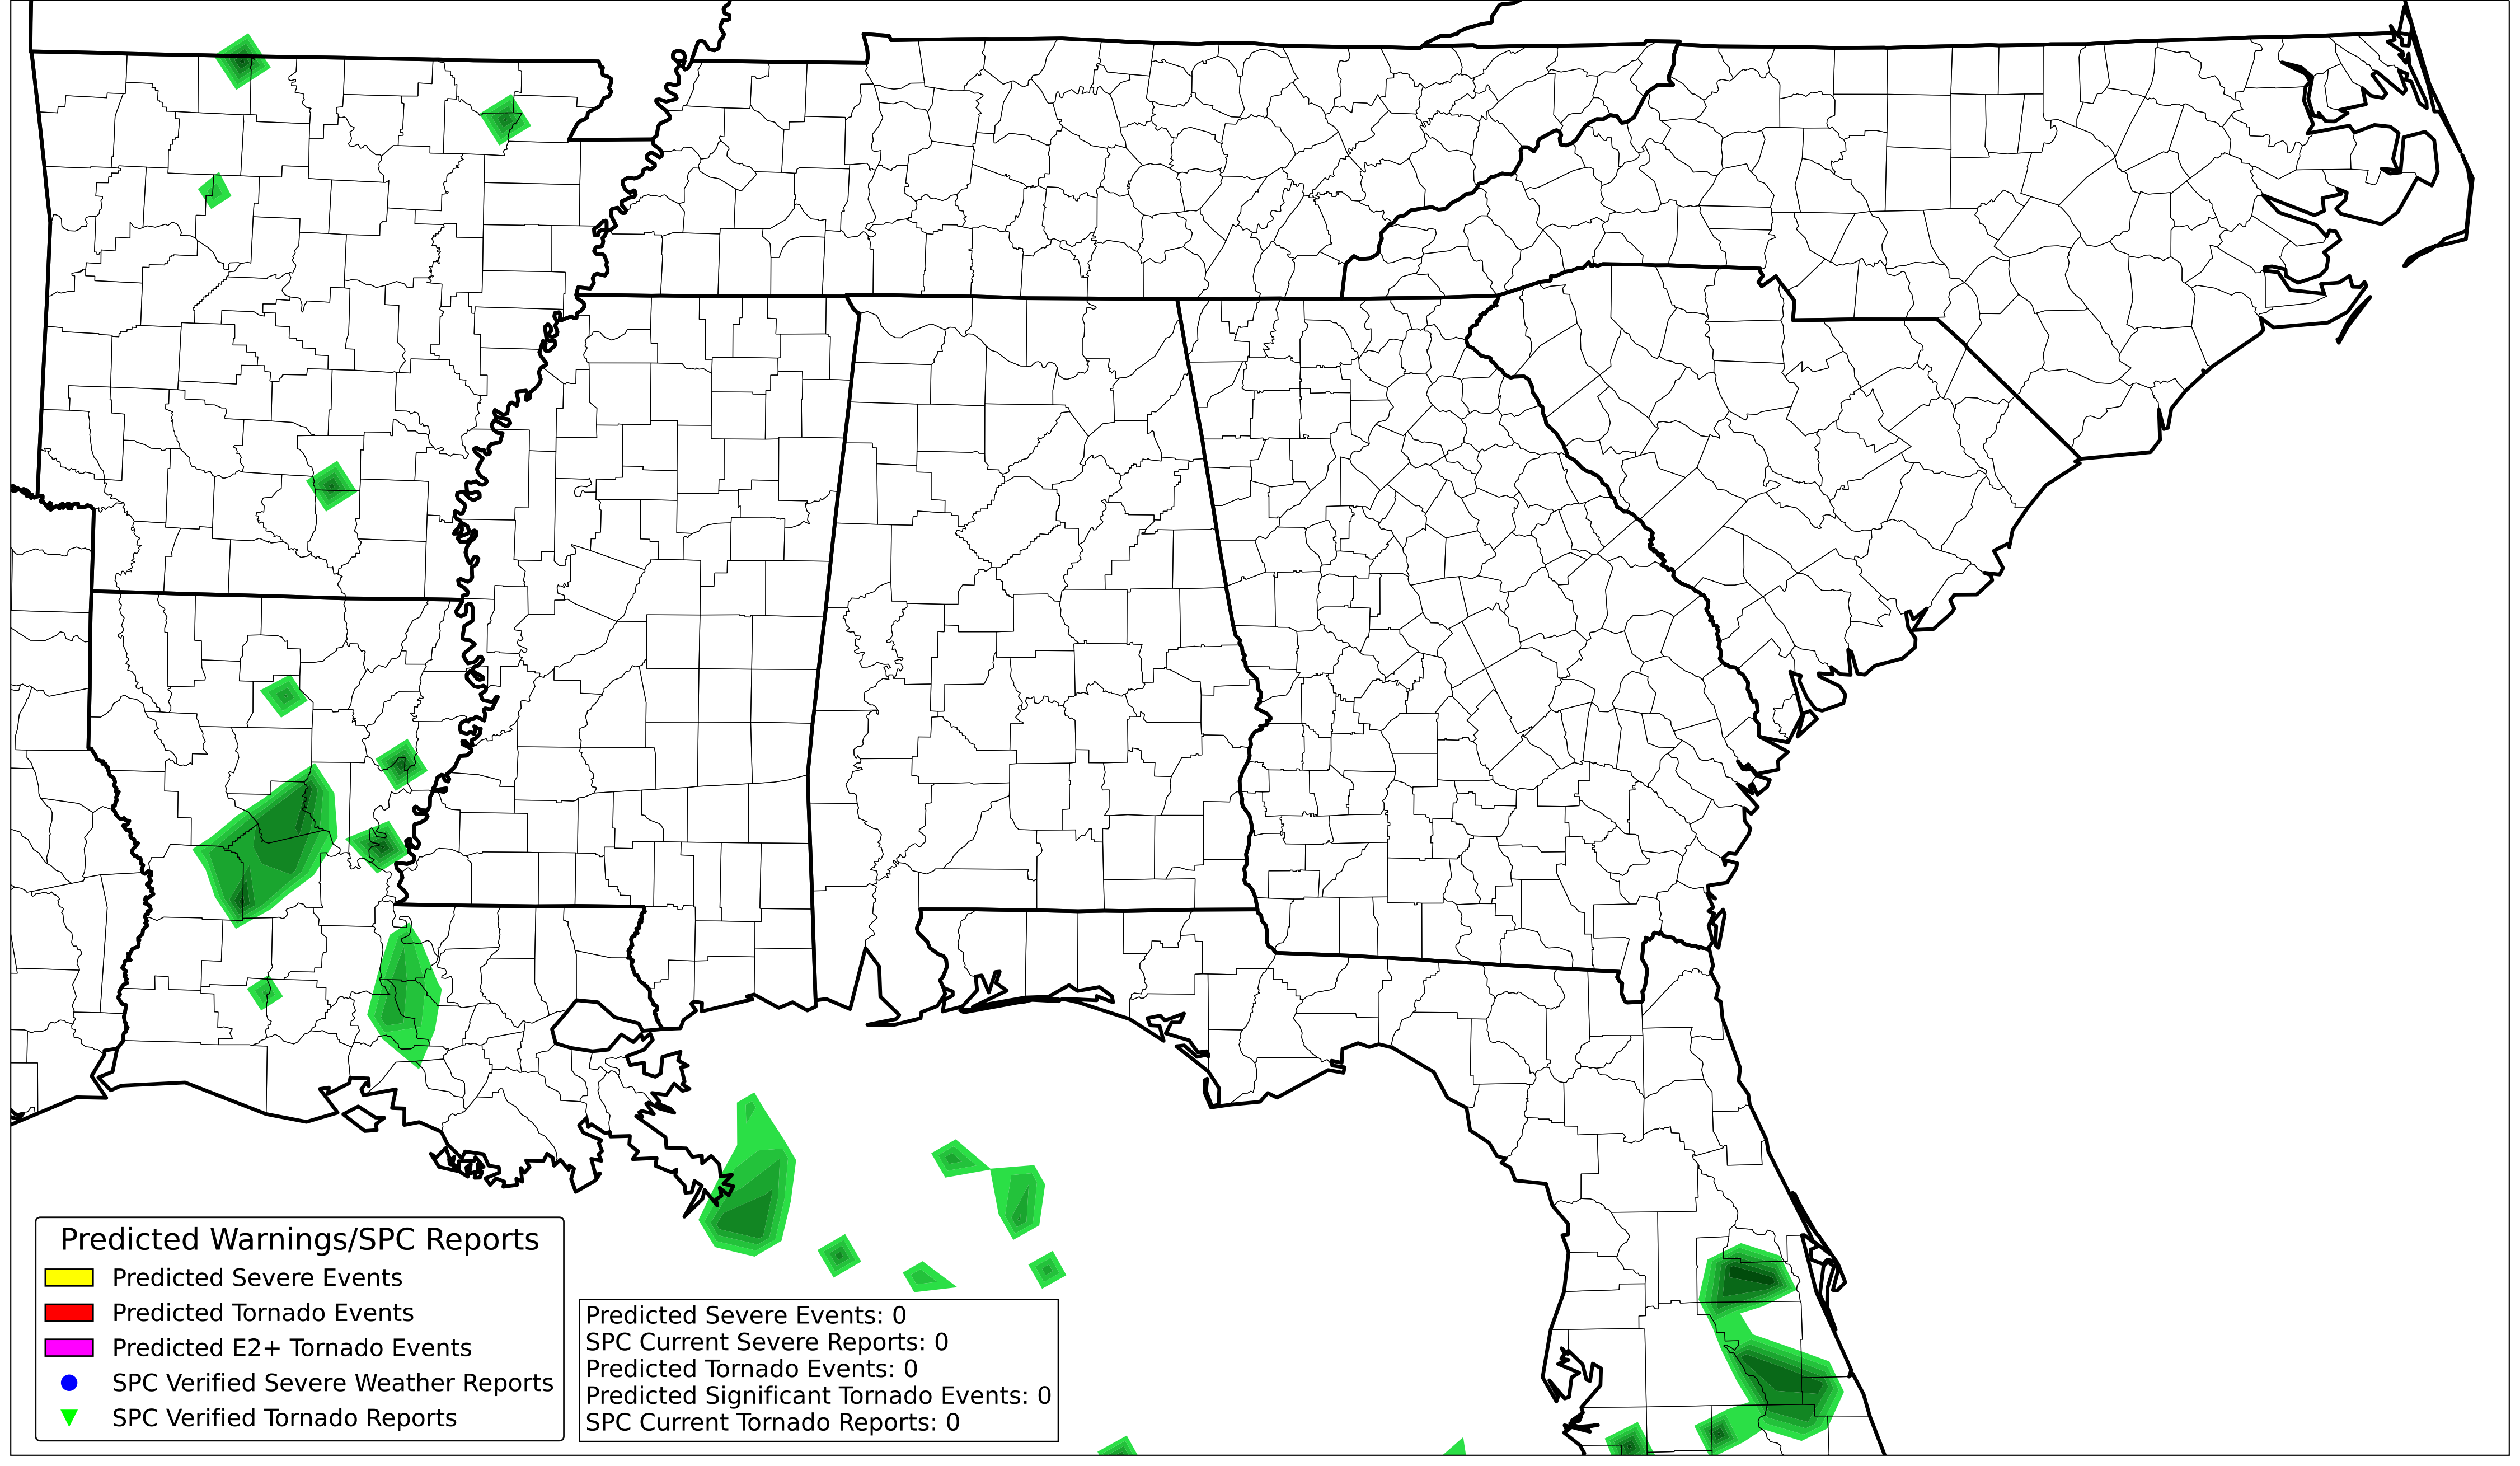 Predicted Warnings/SPC Reports
Predicted Severe Events
Predicted Tornado Events
Predicted E2+ Tornado Events
SPC Verified Severe Weather Reports
SPC Verified Tornado Reports
Predicted Severe Events: 0
SPC Current Severe Reports: 0
Predicted Tornado Events: 0
Predicted Significant Tornado Events: 0
SPC Current Tornado Reports: 0